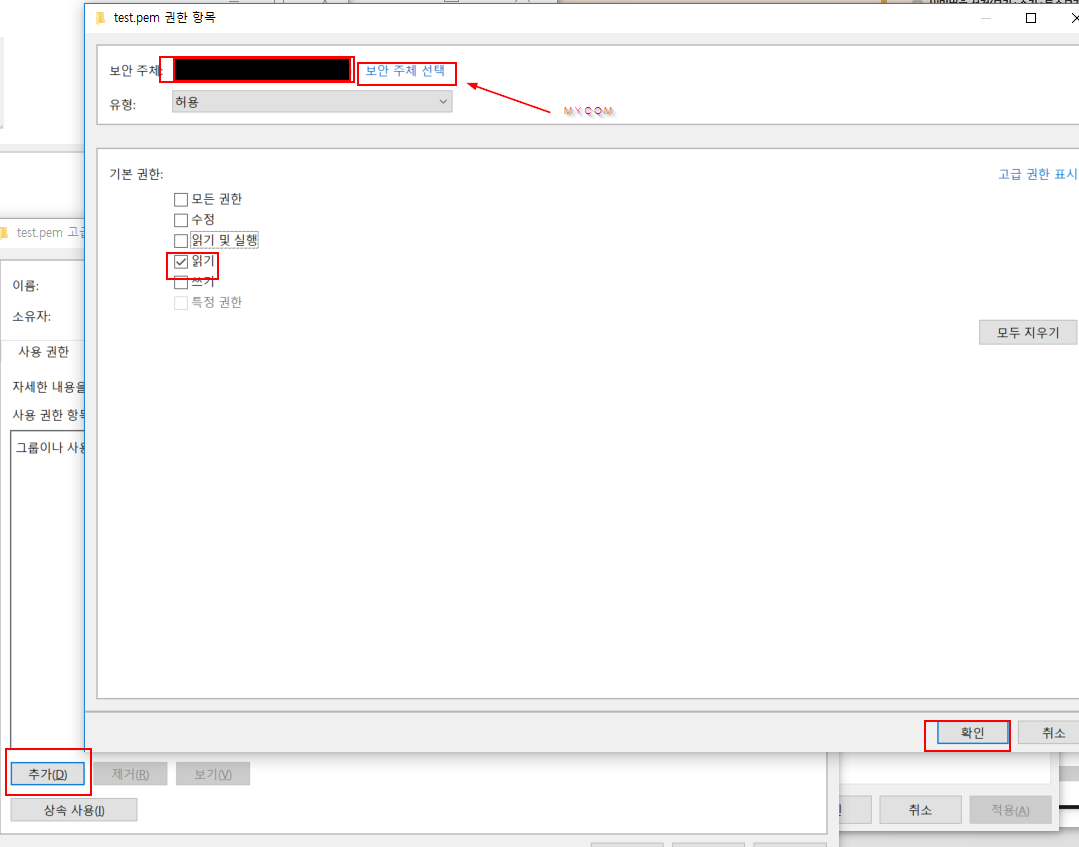 test.pem 권한 항목
보안 주체:
보안 주체 선택
유형:
허용
MYCOM
기본 권한:
고급 권한 표시
모든 권한
수정
읽기 및 실행
읽기
쓰기
특정 권한
모두 지우기
test.pem 고급
이름:
소유자:
사용 권한
자세한 내용을
사용 권한 항목
그룹이나 사용
확인
취소
추가(D)
제거(R)
보기(V)
상속 사용(I)
취소
적용(A)